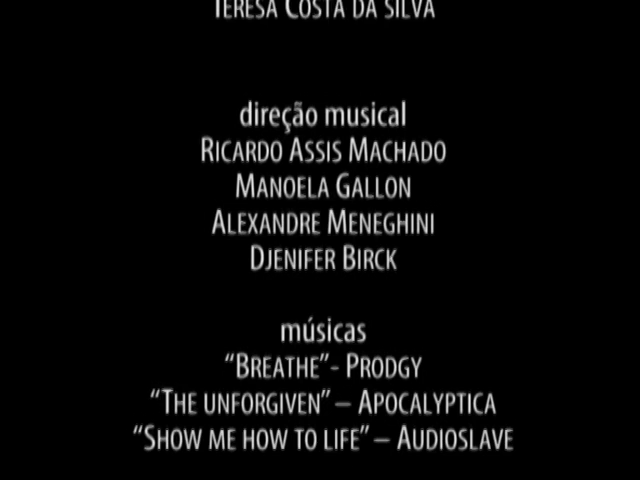 TERESA COSTA DA SILVA
direção musical
RICARDO ASSIS MACHADO
MANOELA GALLON
ALEXANDRE MENEGHINI
DJENIFER BIRCK
músicas
“BREATHE”- PRODGY
“THE UNFORGIVEN” – APOCALYPTICA
“SHOW ME HOW TO LIFE” – AUDIOSLAVE